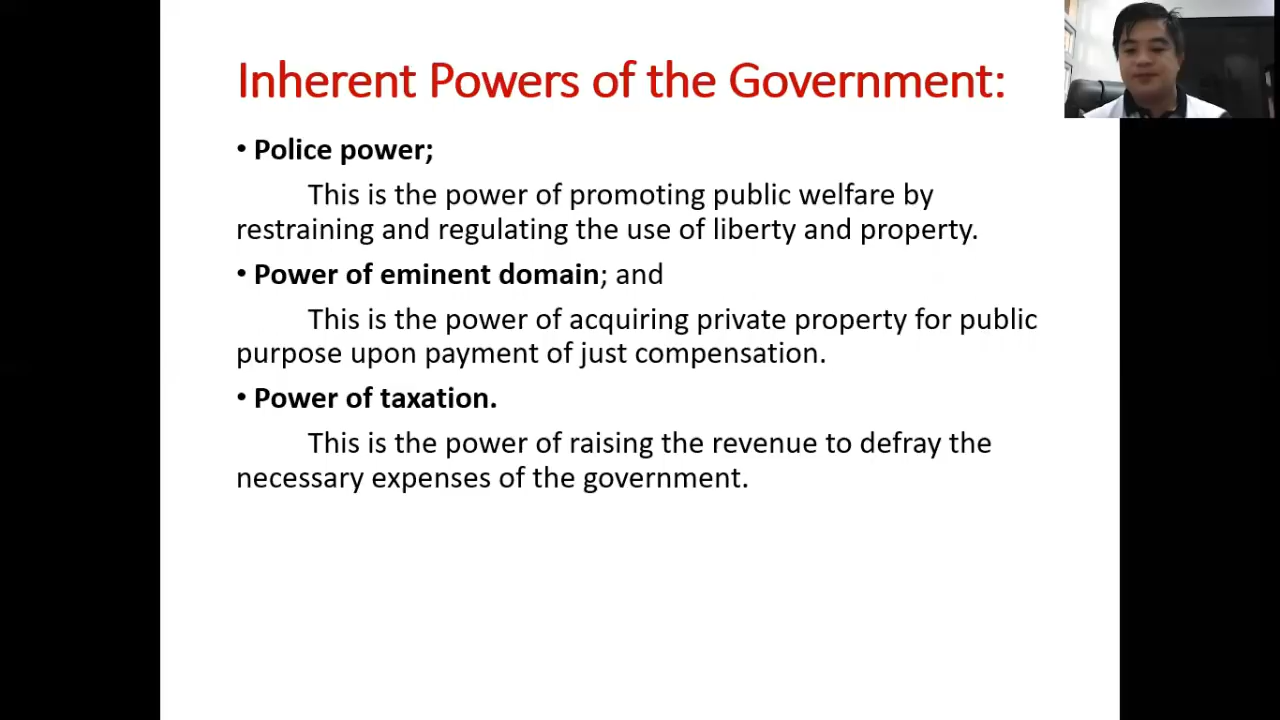 Inherent Powers of the Government:
• Police power;
This is the power of promoting public welfare by
restraining and regulating the use of liberty and property.
• Power of eminent domain; and
This is the power of acquiring private property for public
purpose upon payment of just compensation.
• Power of taxation.
This is the power of raising the revenue to defray the
necessary expenses of the government.